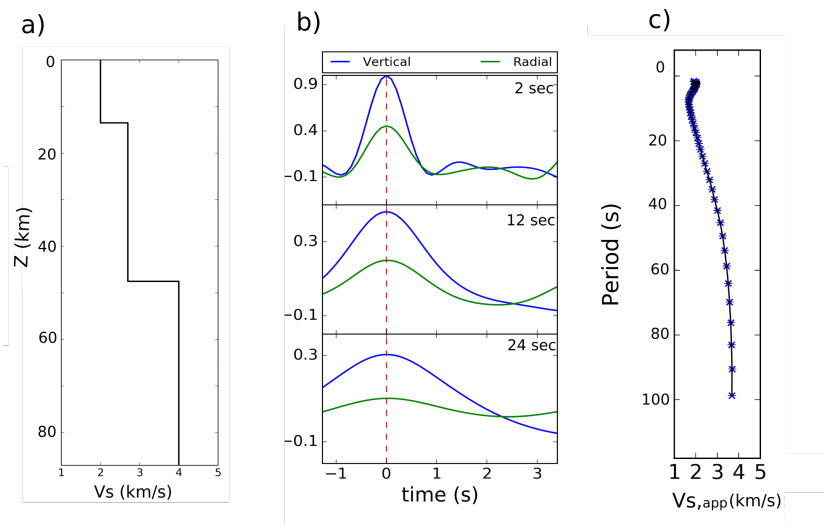 a)
0
20
40
60
80
Z (km)
1 2 3 4 5
Vs (km/s)
b)
Vertical Radial
2 sec
0.9
0.4
−0.1
12 sec
0.3
−0.1
24 sec
0.3
−0.1
−1 0 1 2 3
time (s)
c)
0
20
40
60
80
100
Period (s)
1 2 3 4 5
Vs,app(km/s)